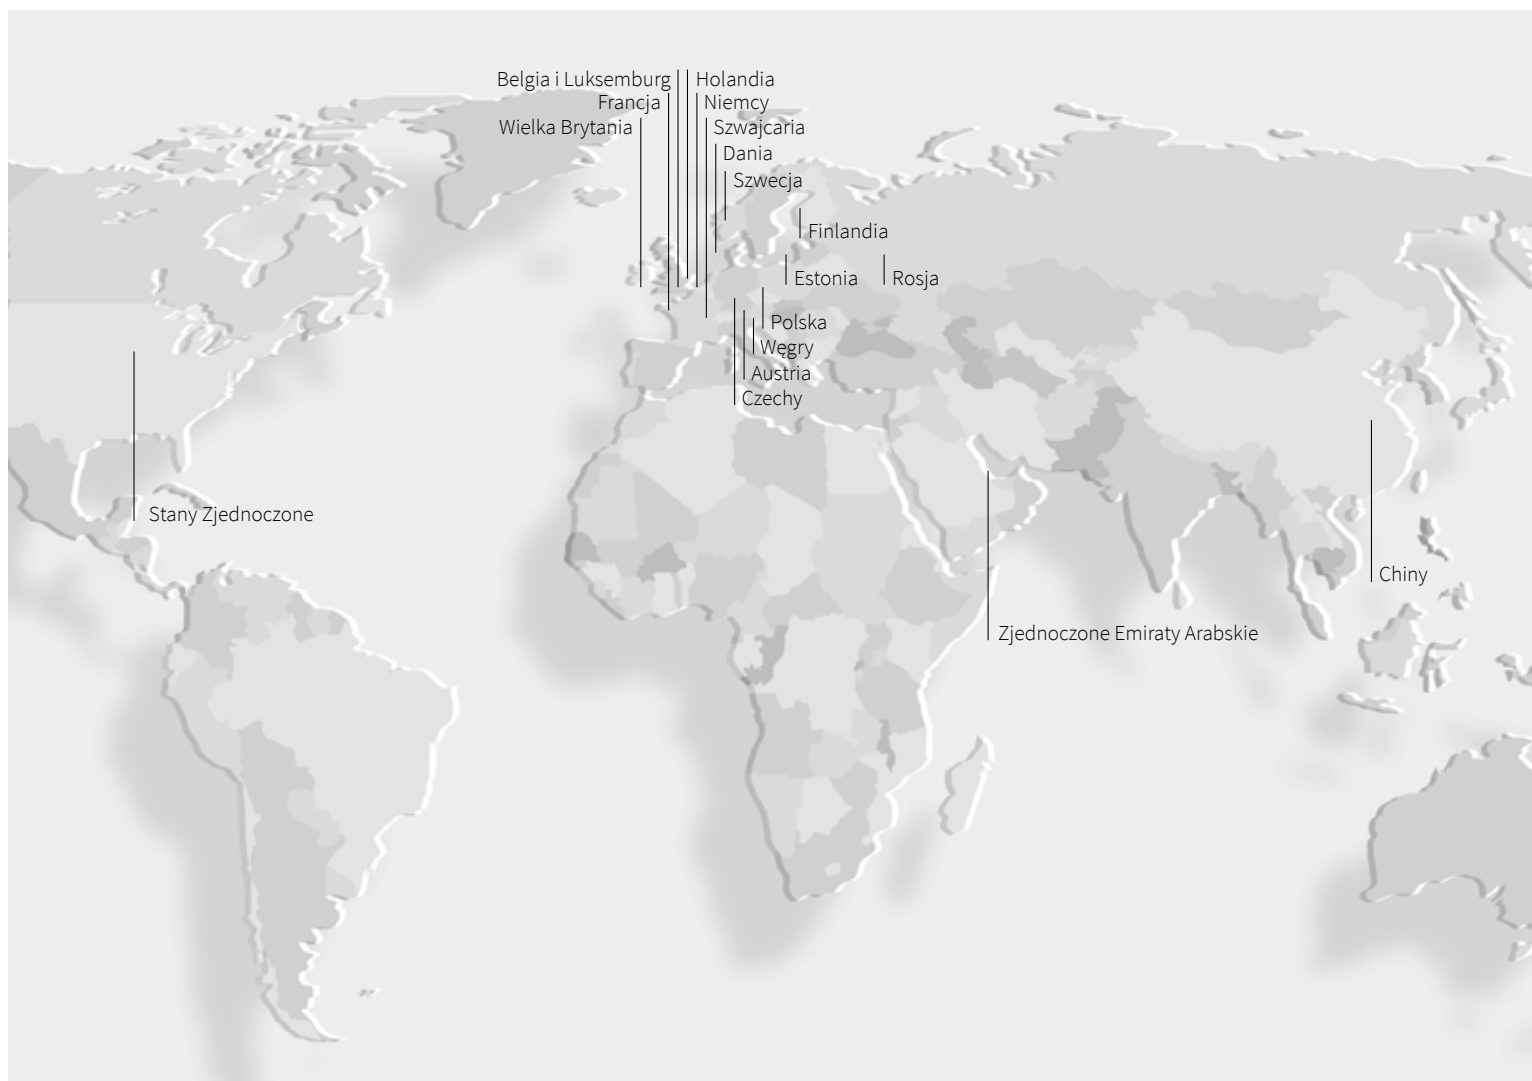 Belgia i Luksemburg
Holandia
Francja
Niemcy
Wielka Brytania
Szwajcaria
Dania
Szwecja
Finlandia
Estonia
Rosja
Polska
Węgry
Austria
Czechy
Stany Zjednoczone
Chiny
Zjednoczone Emiraty Arabskie